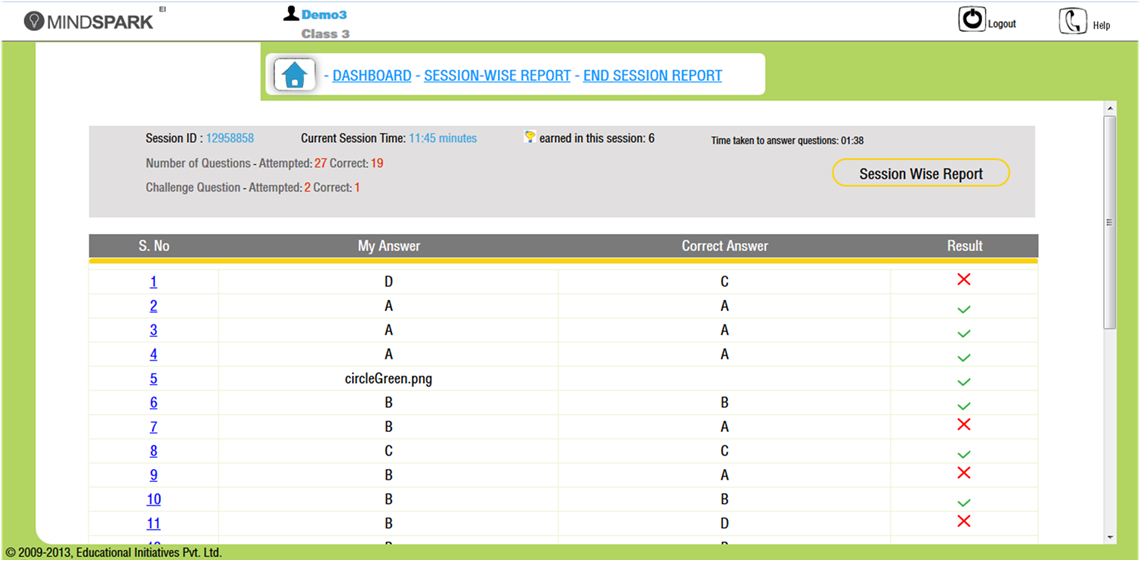 MINDSPARK EI
Demo3
Class 3
Logout
Help
- DASHBOARD - SESSION-WISE REPORT - END SESSION REPORT
Session ID : 12958858 Current Session Time: 11:45 minutes earned in this session: 6 Time taken to answer questions: 01:38
Number of Questions - Attempted: 27 Correct: 19
Challenge Question - Attempted: 2 Correct: 1
Session Wise Report
S. No My Answer Correct Answer Result
1 D C
2 A A
3 A A
4 A A
5 circleGreen.png
6 B B
7 B A
8 C C
9 B A
10 B B
11 B D
© 2009-2013, Educational Initiatives Pvt. Ltd.